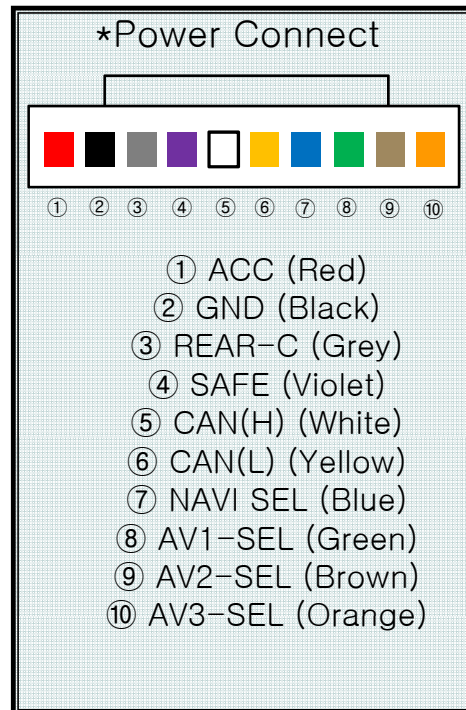 *Power Connect
① ② ③ ④ ⑤ ⑥ ⑦ ⑧ ⑨ ⑩
① ACC (Red)
② GND (Black)
③ REAR-C (Grey)
④ SAFE (Violet)
⑤ CAN(H) (White)
⑥ CAN(L) (Yellow)
⑦ NAVI SEL (Blue)
⑧ AV1-SEL (Green)
⑨ AV2-SEL (Brown)
⑩ AV3-SEL (Orange)